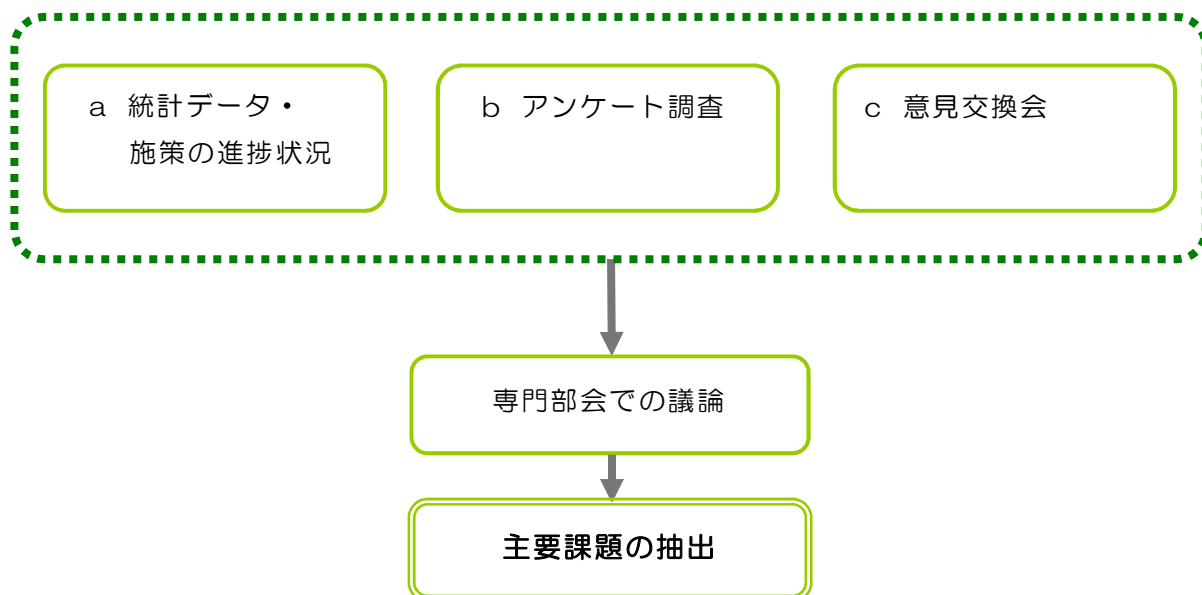 a 統計データ・
施策の進捗状況
b アンケート調査
c 意見交換会
専門部会での議論
主要課題の抽出